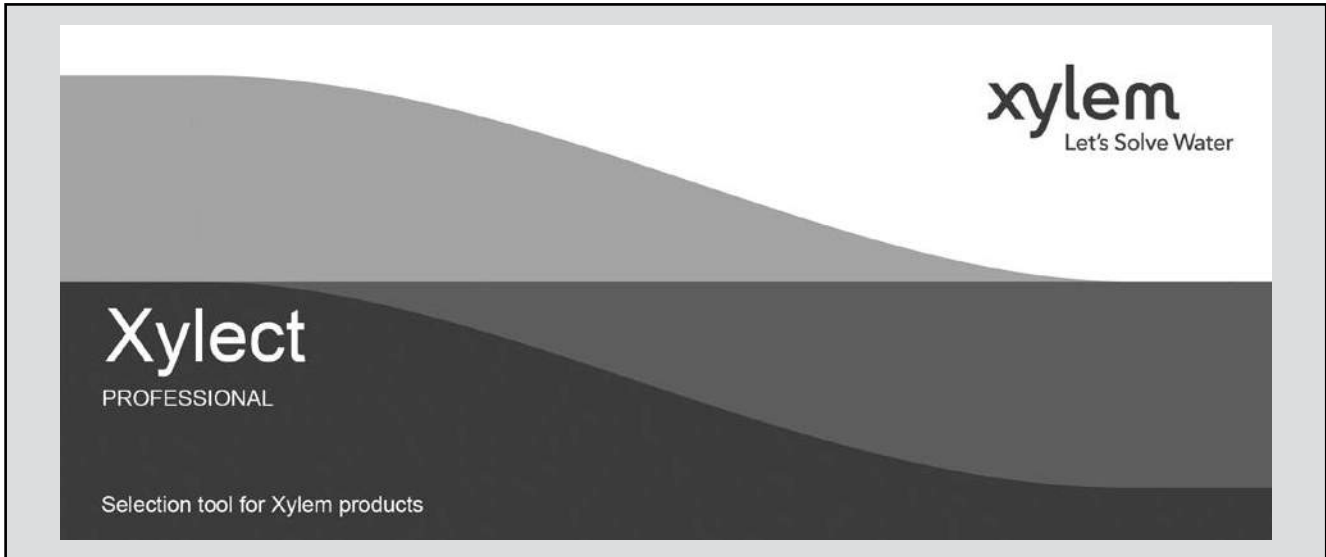 xylem
Let's Solve Water
Xylect
PROFESSIONAL
Selection tool for Xylem products